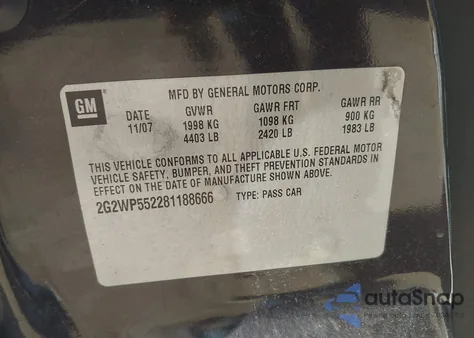 GM
MFD BY GENERAL MOTORS CORP.
DATE GVWR GAWR FRT GAWR RR
11/07 1998 KG 1098 KG 900 KG
4403 LB 2420 LB 1983 LB
THIS VEHICLE CONFORMS TO ALL APPLICABLE U.S. FEDERAL MOTOR
VEHICLE SAFETY, BUMPER, AND THEFT PREVENTION STANDARDS IN
EFFECT ON THE DATE OF MANUFACTURE SHOWN ABOVE.
2G2WP552281188666 TYPE: PASS CAR
autoSnap